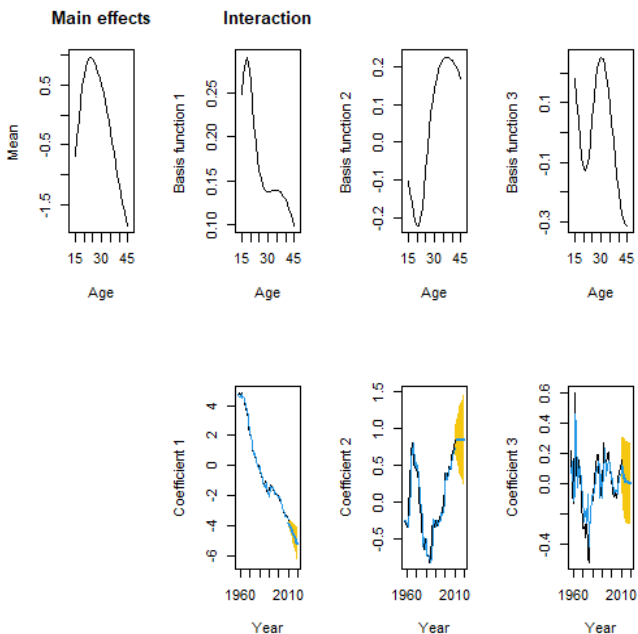 Main effects
Interaction
Mean
0.5
-0.5
-1.5
15 30 45
Age
Basis function 1
0.25
0.20
0.15
0.10
15 30 45
Age
Basis function 2
0.2
0.1
0.0
-0.1
-0.2
15 30 45
Age
Basis function 3
0.1
-0.1
-0.3
15 30 45
Age
Coefficient 1
4
2
0
-2
-4
-6
1960 2010
Year
Coefficient 2
1.5
1.0
0.5
0.0
-0.5
1960 2010
Year
Coefficient 3
0.6
0.4
0.2
0.0
-0.4
1960 2010
Year